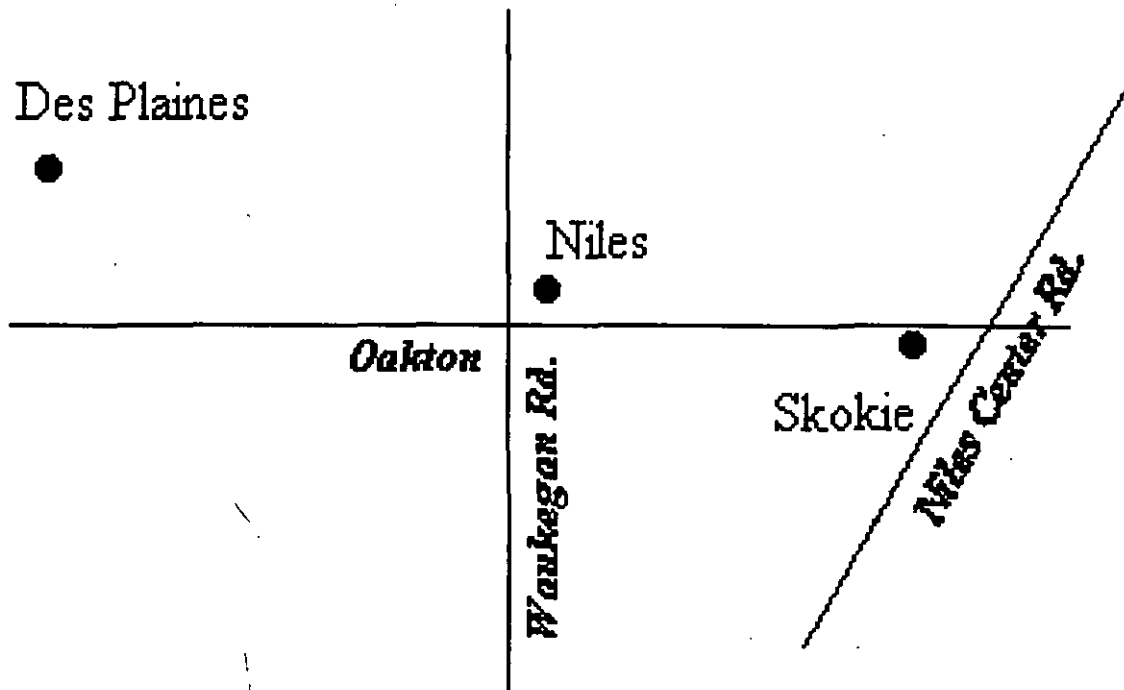 Des Plaines
Niles
Oakton
Waukegan Rd.
Skokie
Niles Center Rd.